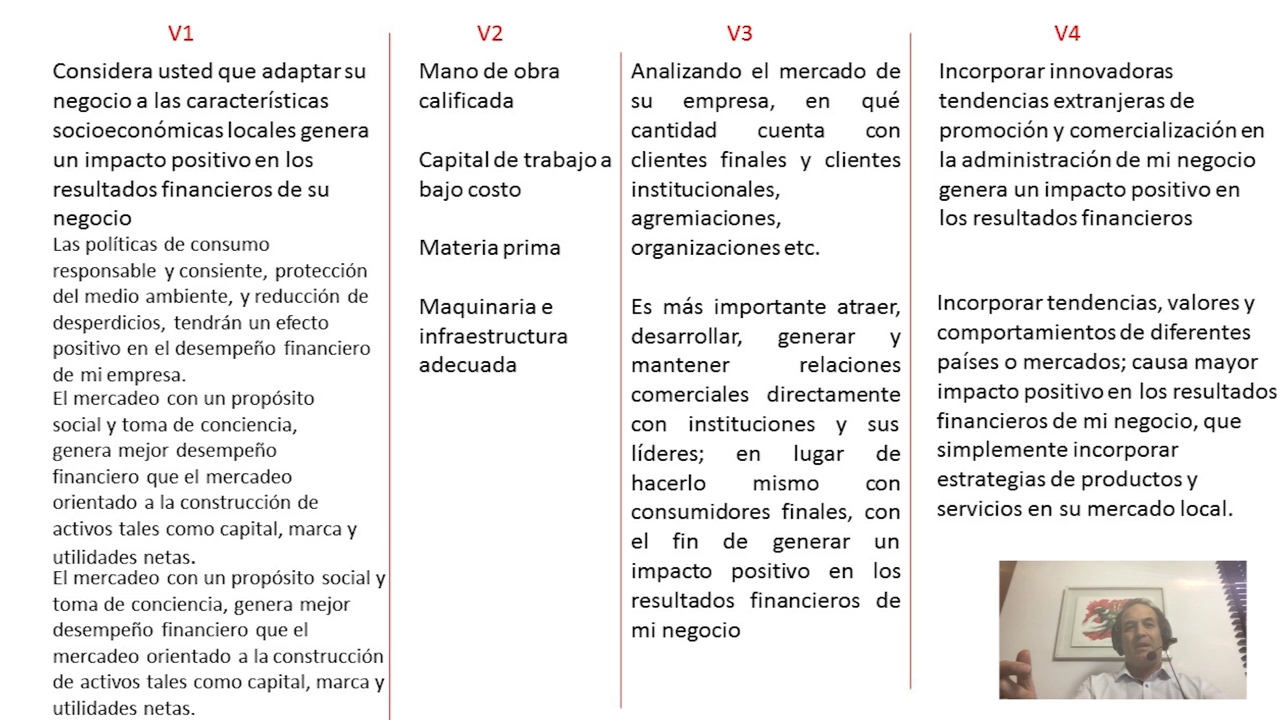 V1
Considera usted que adaptar su
negocio a las características
socioeconómicas locales genera
un impacto positivo en los
resultados financieros de su
negocio
Las políticas de consumo
responsable y consiente, protección
del medio ambiente, y reducción de
desperdicios, tendrán un efecto
positivo en el desempeño financiero
de mi empresa.
El mercadeo con un propósito
social y toma de conciencia,
genera mejor desempeño
financiero que el mercadeo
orientado a la construcción de
activos tales como capital, marca y
utilidades netas.
El mercadeo con un propósito social y
toma de conciencia, genera mejor
desempeño financiero que el
mercadeo orientado a la construcción
de activos tales como capital, marca y
utilidades netas.
V2
Mano de obra
calificada
Capital de trabajo a
bajo costo
Materia prima
Maquinaria e
infraestructura
adecuada
V3
Analizando el mercado de
su empresa, en qué
cantidad cuenta con
clientes finales y clientes
institucionales,
agremiaciones,
organizaciones etc.
Es más importante atraer,
desarrollar, generar y
mantener relaciones
comerciales directamente
con instituciones y sus
líderes; en lugar de
hacerlo mismo con
consumidores finales, con
el fin de generar un
impacto positivo en los
resultados financieros de
mi negocio
V4
Incorporar innovadoras
tendencias extranjeras de
promoción y comercialización en
la administración de mi negocio
genera un impacto positivo en
los resultados financieros
Incorporar tendencias, valores y
comportamientos de diferentes
países o mercados; causa mayor
impacto positivo en los resultados
financieros de mi negocio, que
simplemente incorporar
estrategias de productos y
servicios en su mercado local.